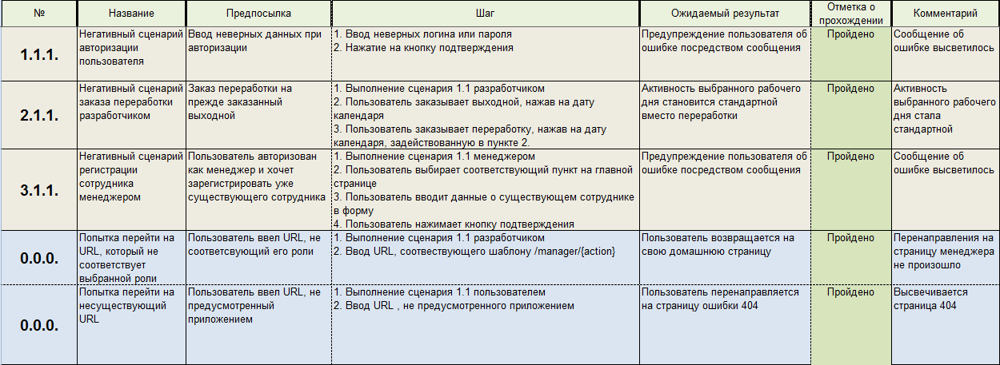 №
Название
Предпосылка
Шаг
Ожидаемый результат
Отметка о
прохождении
Комментарий
1.1.1.
Негативный сценарий
авторизации
пользователя
Ввод неверных данных при
авторизации
1. Ввод неверных логина или пароля
2. Нажатие на кнопку подтверждения
Предупреждение пользователя об
ошибке посредством сообщения
Пройдено
Сообщение об
ошибке высветилось
2.1.1.
Негативный сценарий
заказа переработки
разработчиком
Заказ переработки на
прежде заказанный
выходной
1. Выполнение сценария 1.1 разработчиком
2. Пользователь заказывает выходной, нажав на дату
календаря
3. Пользователь заказывает переработку, нажав на дату
календаря, задействованную в пункте 2.
Активность выбранного рабочего
дня становится стандартной
вместо переработки
Пройдено
Активность
выбранного рабочего
дня стала
стандартной
3.1.1.
Негативный сценарий
регистрации
сотрудника
менеджером
Пользователь авторизован
как менеджер и хочет
зарегистрировать уже
существующего сотрудника
1. Выполнение сценария 1.1 менеджером
2. Пользователь выбирает соответствующий пункт на главной
странице
3. Пользователь вводит данные о существующем сотруднике
в форму
4. Пользователь нажимает кнопку подтверждения
Предупреждение пользователя об
ошибке посредством сообщения
Пройдено
Сообщение об
ошибке высветилось
0.0.0.
Попытка перейти на
URL, который не
соответствует
выбранной роли
Пользователь ввел URL, не
соответсвующий его роли
1. Выполнение сценария 1.1 разработчиком
2. Ввод URL, соовествующего шаблону /manager/{action}
Пользователь возвращается на
свою домашнюю страницу
Пройдено
Перенаправления на
страницу менеджера
не произошло
0.0.0.
Попытка перейти на
несуществующий
URL
Пользователь ввел URL, не
предусмотренный
приложением
1. Выполнение сценария 1.1 пользователем
2. Ввод URL , не предусмотренного приложением
Пользователь перенаправляется
на страницу ошибки 404
Пройдено
Высвечивается
страница 404